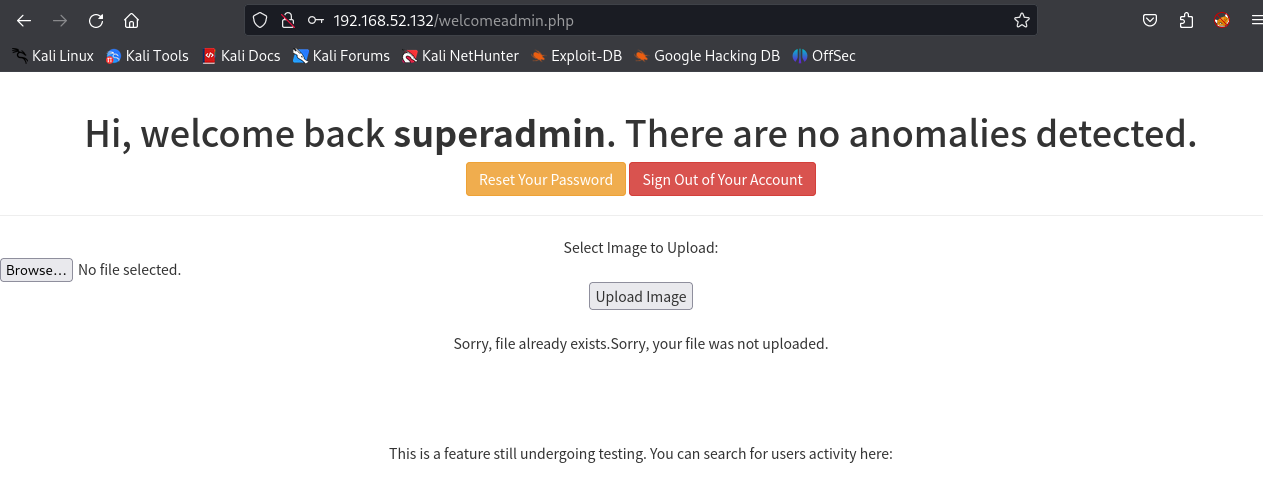 192.168.52.132/welcomeadmin.php
Kali Linux Kali Tools Kali Docs Kali Forums Kali NetHunter Exploit-DB Google Hacking DB OffSec
Hi, welcome back superadmin. There are no anomalies detected.
Reset Your Password Sign Out of Your Account
Select Image to Upload:
Browse... No file selected.
Upload Image
Sorry, file already exists.Sorry, your file was not uploaded.
This is a feature still undergoing testing. You can search for users activity here: